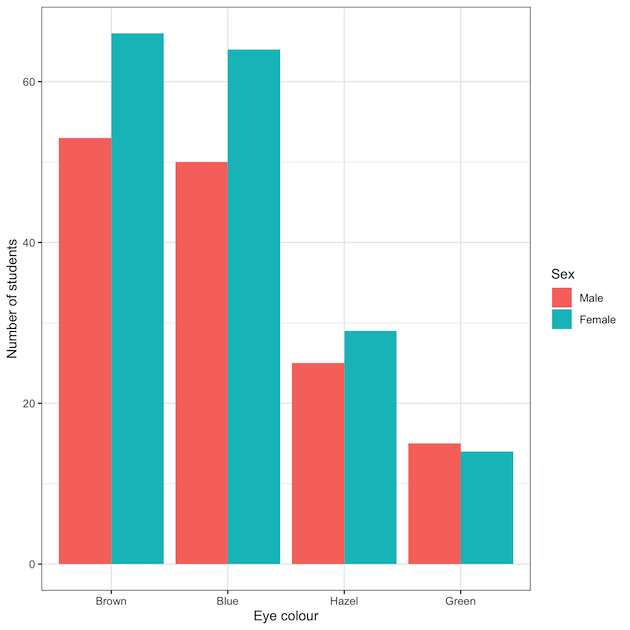 60
40
20
0
Number of students
Brown Blue Hazel Green
Eye colour
Sex
Male
Female